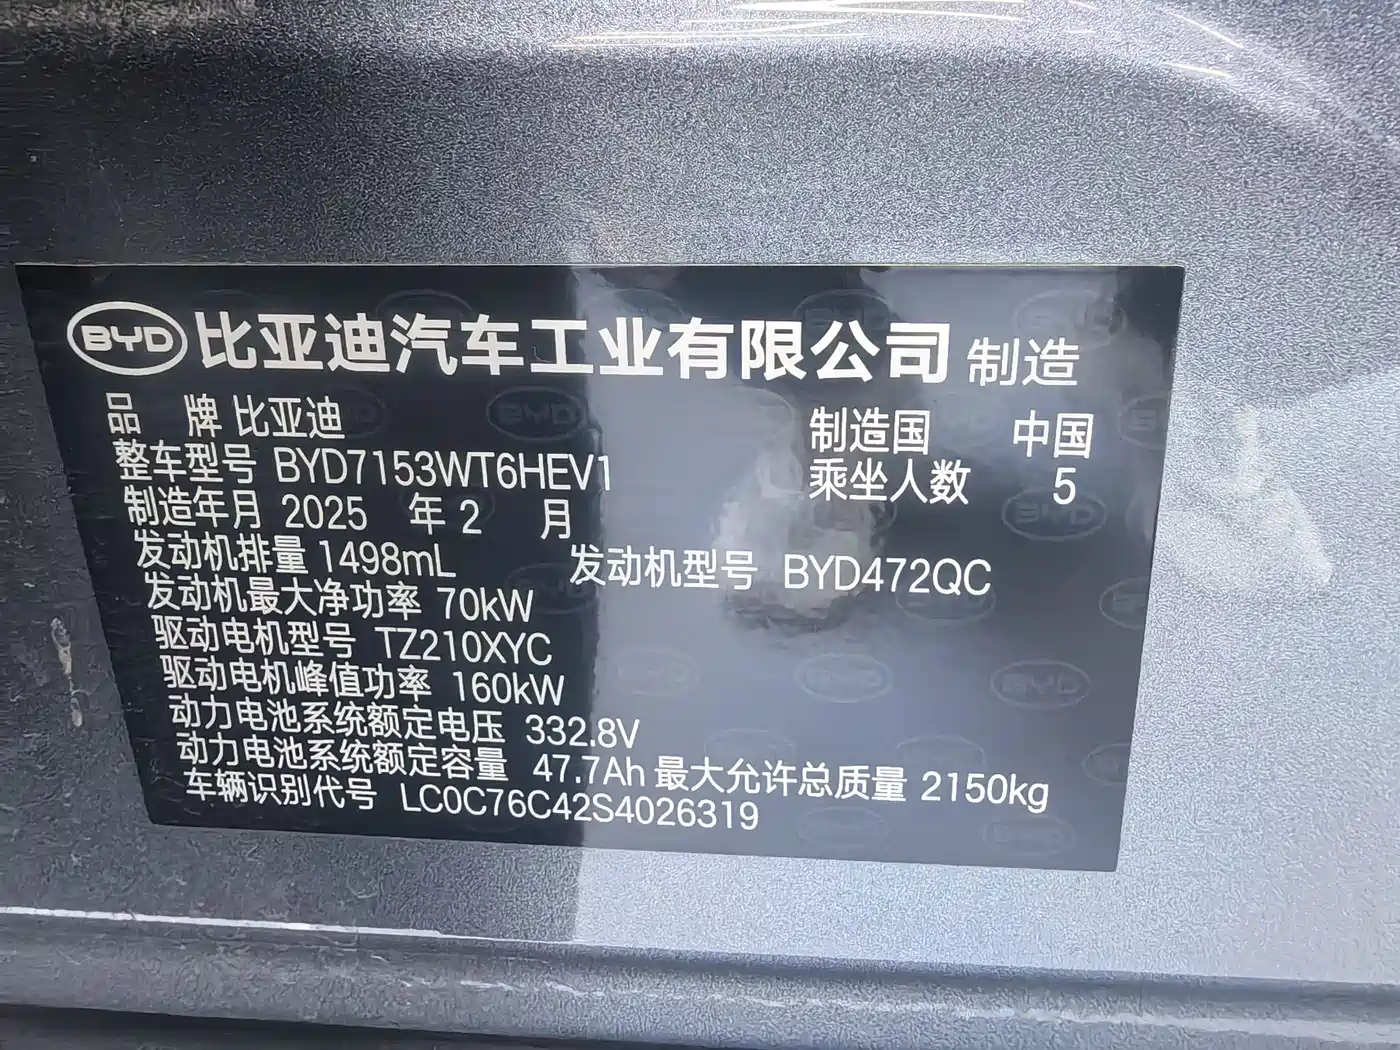 BYD 比亚迪汽车工业有限公司 制造
品 牌 比亚迪 制造国 中国
整车型号 BYD7153WT6HEV1 乘坐人数 5
制造年月 2025 年 2 月
发动机排量 1498mL 发动机型号 BYD472QC
发动机最大净功率 70kW
驱动电机型号 TZ210XYC
驱动电机峰值功率 160kW
动力电池系统额定电压 332.8V
动力电池系统额定容量 47.7Ah 最大允许总质量 2150kg
车辆识别代号 LC0C76C42S4026319